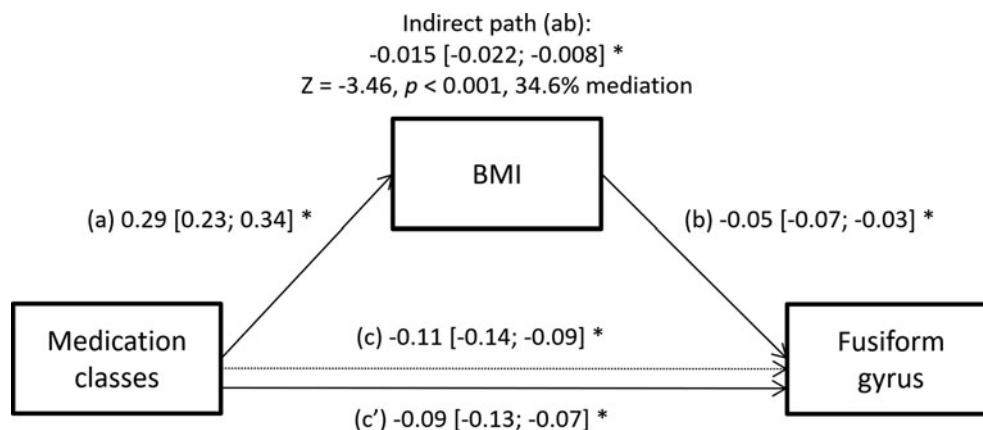 Indirect path (ab):
-0.015 [-0.022; -0.008] *
Z = -3.46, p < 0.001, 34.6% mediation
BMI
(a) 0.29 [0.23; 0.34] *
(b) -0.05 [-0.07; -0.03] *
Medication
classes
(c) -0.11 [-0.14; -0.09] *
(c’) -0.09 [-0.13; -0.07] *
Fusiform
gyrus